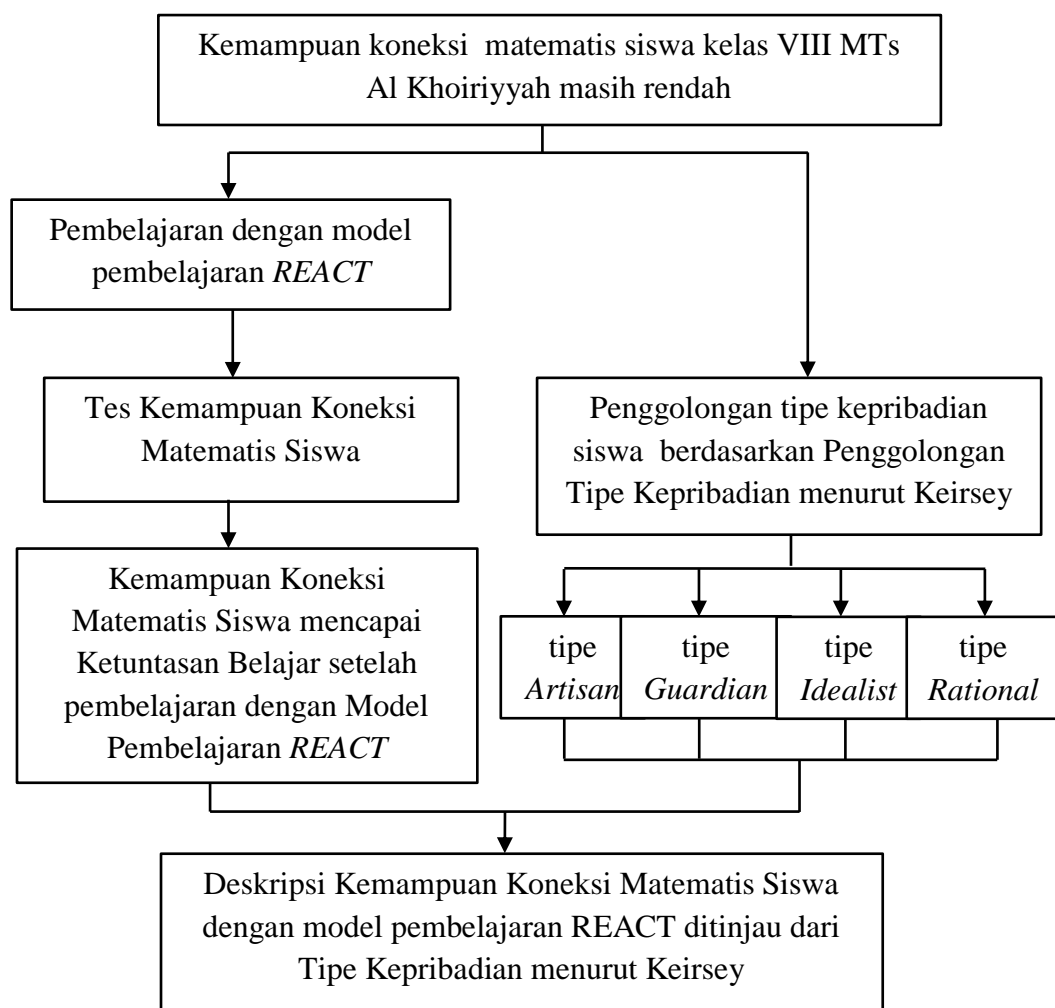 Kemampuan koneksi matematis siswa kelas VIII MTs
Al Khoiriyyah masih rendah
Pembelajaran dengan model
pembelajaran REACT
Tes Kemampuan Koneksi
Matematis Siswa
Penggolongan tipe kepribadian
siswa berdasarkan Penggolongan
Tipe Kepribadian menurut Keirsey
Kemampuan Koneksi
Matematis Siswa mencapai
Ketuntasan Belajar setelah
pembelajaran dengan Model
Pembelajaran REACT
tipe
Artisan
tipe
Guardian
tipe
Idealist
tipe
Rational
Deskripsi Kemampuan Koneksi Matematis Siswa
dengan model pembelajaran REACT ditinjau dari
Tipe Kepribadian menurut Keirsey